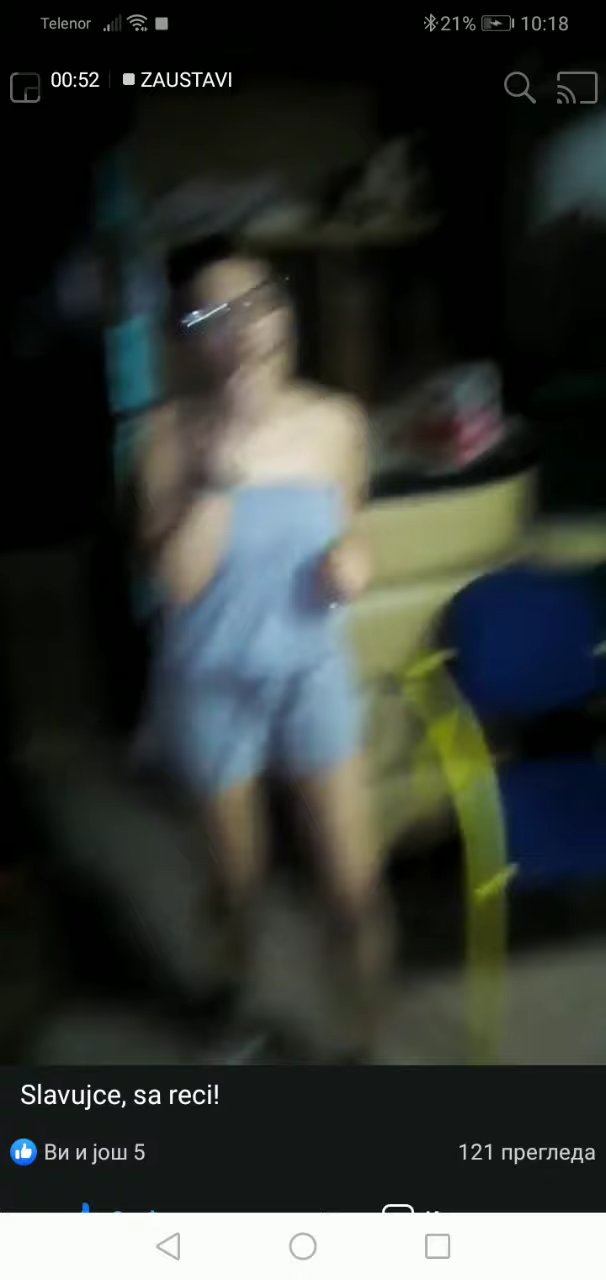 Telenor 21% 10:18
00:52 ZAUSTAVI
Slavujce, sa reci!
Ви и још 5 121 прегледа